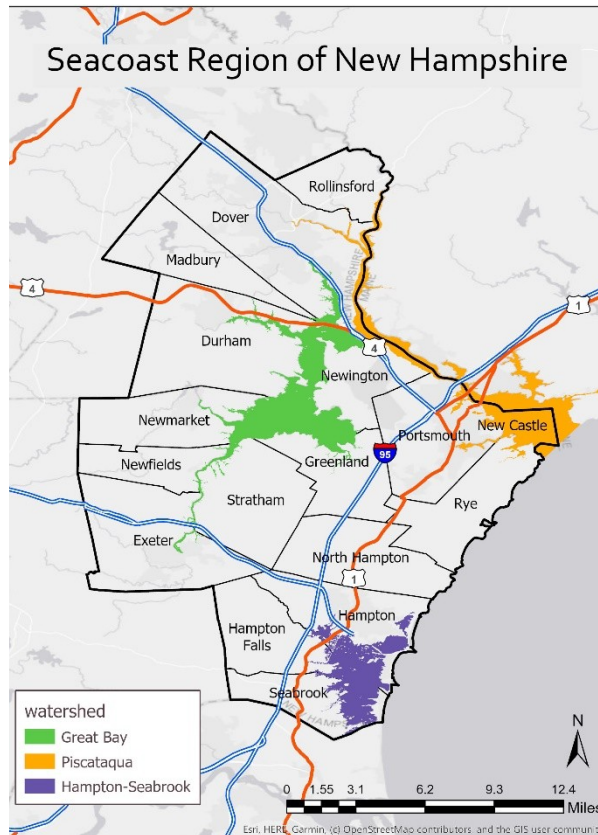 Seacoast Region of New Hampshire
Rollinsford
Dover
Madbury
HAMPSHIRE
MAINE
4
1
Durham
4
Newington
Newmarket
Portsmouth
New Castle
Newfields
Greenland
95
Stratham
Rye
Exeter
North Hampton
1
Hampton
Hampton
Falls
Seabrook
watershed
Great Bay
Piscataqua
Hampton-Seabrook
N
0 1.55 3.1 6.2 9.3 12.4
Miles
Esri, HERE, Garmin, (c) OpenStreetMap contributors, and the GIS user commun